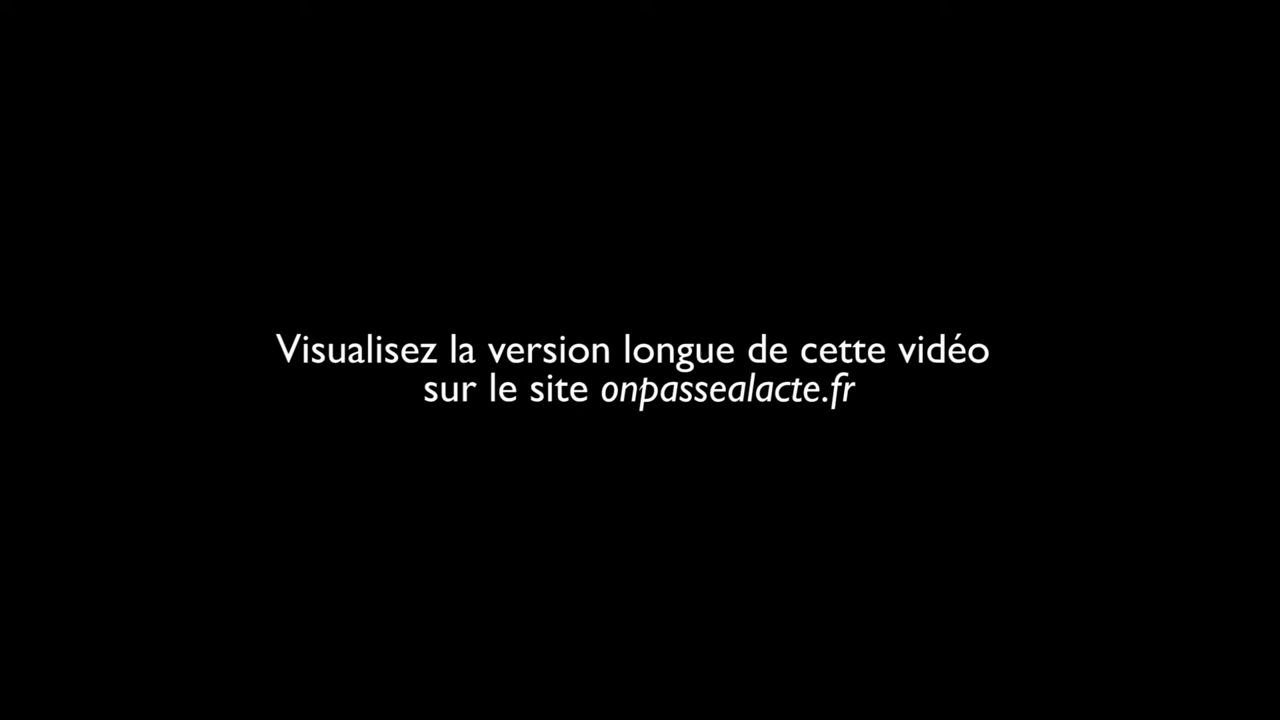 Visualisez la version longue de cette vidéo
sur le site onpassealacte.fr